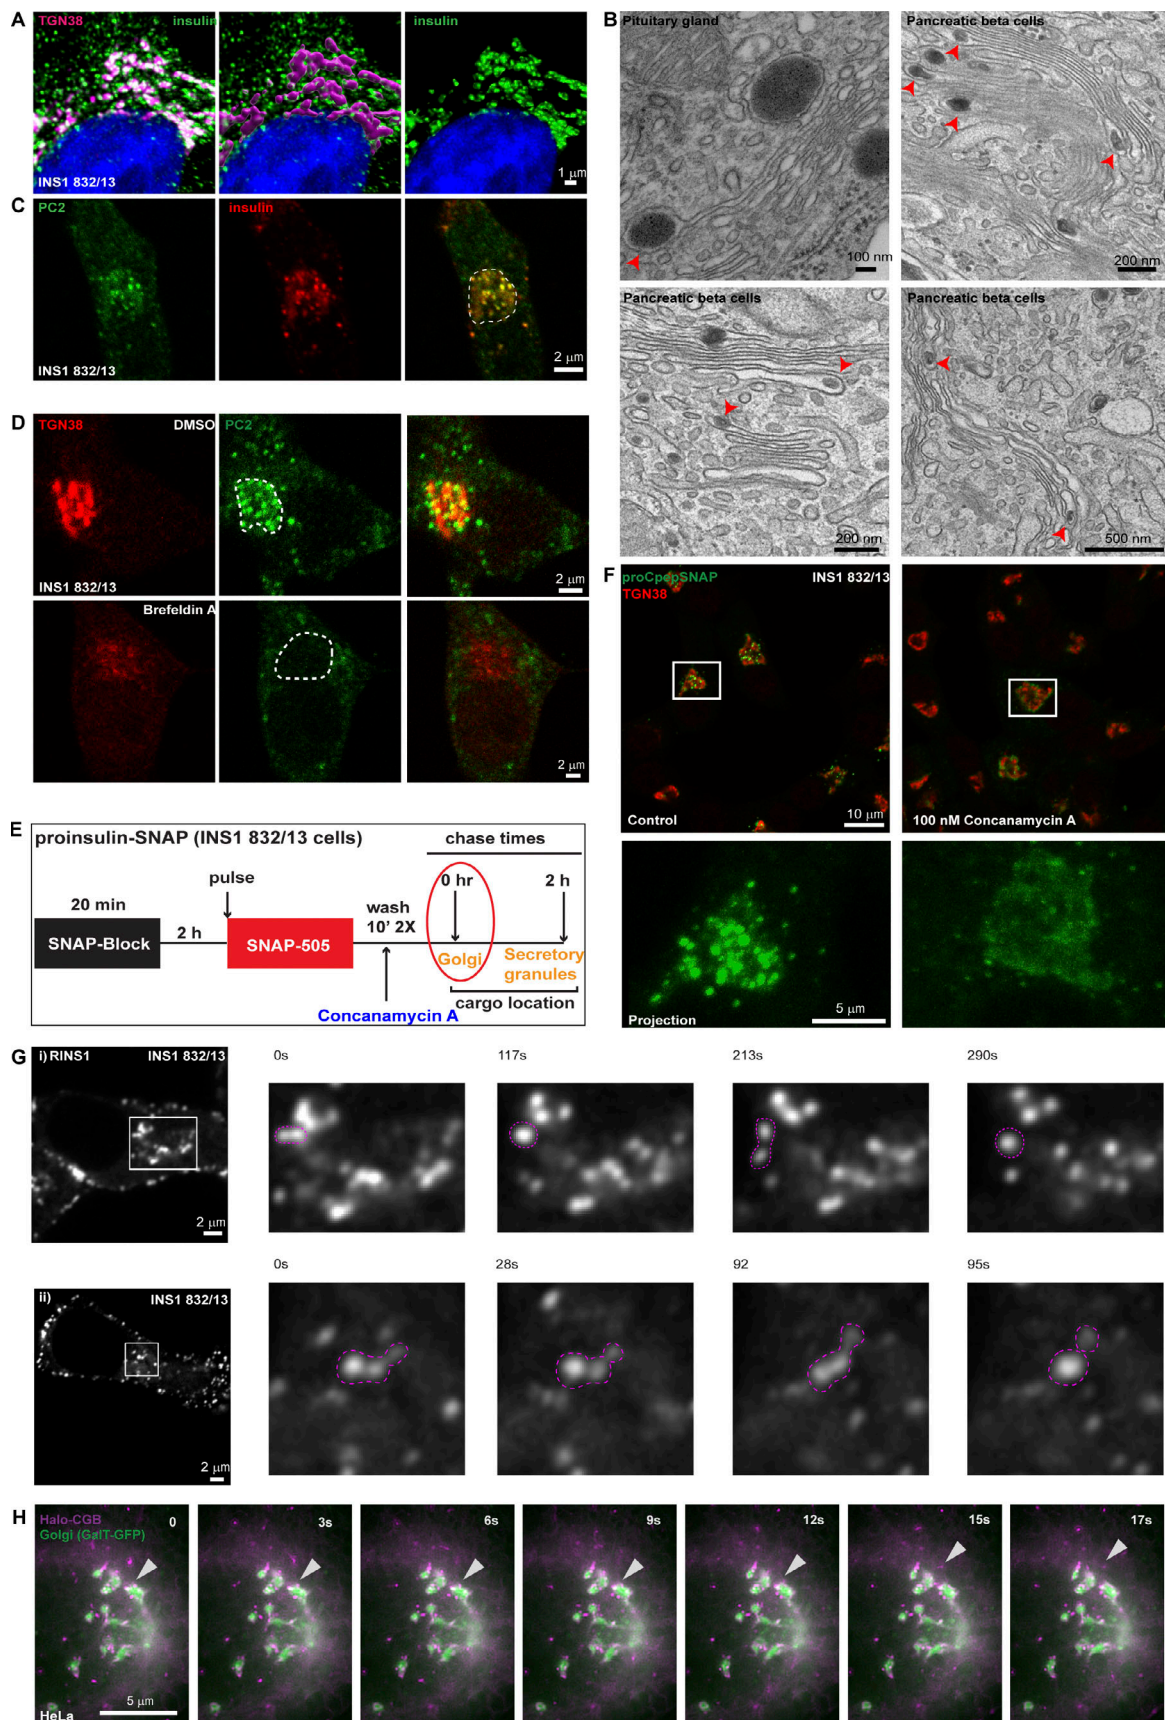 A
TGN38
insulin
insulin
INS1 832/13
1 μm
B
Pituitary gland
100 nm
Pancreatic beta cells
200 nm
Pancreatic beta cells
200 nm
Pancreatic beta cells
500 nm
C
PC2
insulin
INS1 832/13
2 μm
D
TGN38
DMSO
PC2
INS1 832/13
2 μm
Brefeldin A
2 μm
E
proinsulin-SNAP (INS1 832/13 cells)
chase times
pulse
0 hr
2 h
20 min
wash
10' 2X
SNAP-Block
2 h
SNAP-505
Golgi
Secretory
granules
cargo location
Concanamycin A
F
proCpepSNAP
INS1 832/13
TGN38
Control
10 μm
100 nM Concanamycin A
Projection
5 μm
G
i) RINS1
INS1 832/13
2 μm
0s
117s
213s
290s
ii)
INS1 832/13
2 μm
0s
28s
92
95s
H
Halo-CGB
Golgi (GalT-GFP)
0
3s
6s
9s
12s
15s
17s
5 μm
HeLa